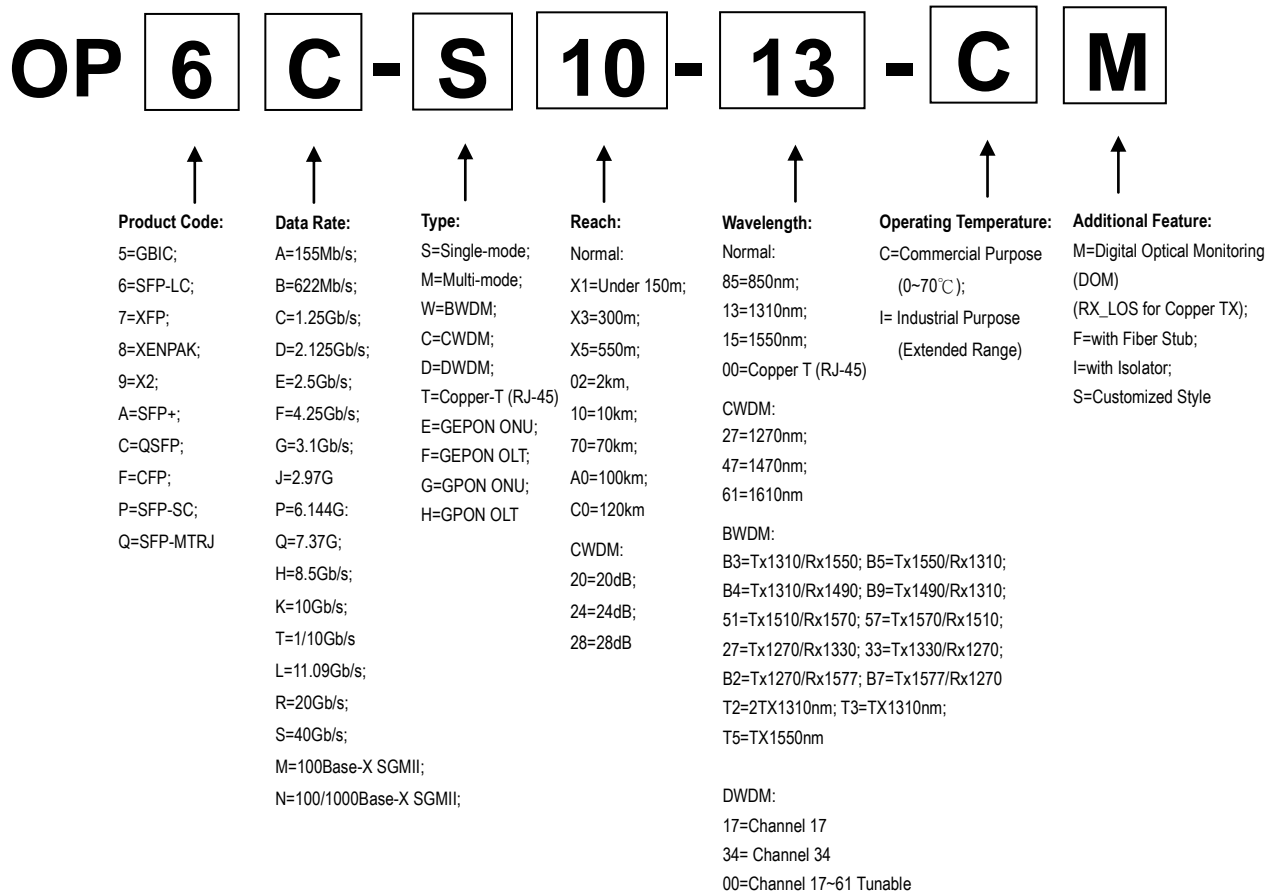 OP 6 C - S 10 - 13 - C M
Product Code:
5=GBIC;
6=SFP-LC;
7=XFP;
8=XENPAK;
9=X2;
A=SFP+;
C=QSFP;
F=CFP;
P=SFP-SC;
Q=SFP-MTRJ
Data Rate:
A=155Mb/s;
B=622Mb/s;
C=1.25Gb/s;
D=2.125Gb/s;
E=2.5Gb/s;
F=4.25Gb/s;
G=3.1Gb/s;
J=2.97G
P=6.144G:
Q=7.37G;
H=8.5Gb/s;
K=10Gb/s;
T=1/10Gb/s
L=11.09Gb/s;
R=20Gb/s;
S=40Gb/s;
M=100Base-X SGMII;
N=100/1000Base-X SGMII;
Type:
S=Single-mode;
M=Multi-mode;
W=BWDM;
C=CWDM;
D=DWDM;
T=Copper-T (RJ-45)
E=GEPON ONU;
F=GEPON OLT;
G=GPON ONU;
H=GPON OLT
Reach:
Normal:
X1=Under 150m;
X3=300m;
X5=550m;
02=2km,
10=10km;
70=70km;
A0=100km;
C0=120km
CWDM:
20=20dB;
24=24dB;
28=28dB
Wavelength:
Normal:
85=850nm;
13=1310nm;
15=1550nm;
00=Copper T (RJ-45)
CWDM:
27=1270nm;
47=1470nm;
61=1610nm
BWDM:
B3=Tx1310/Rx1550; B5=Tx1550/Rx1310;
B4=Tx1310/Rx1490; B9=Tx1490/Rx1310;
51=Tx1510/Rx1570; 57=Tx1570/Rx1510;
27=Tx1270/Rx1330; 33=Tx1330/Rx1270;
B2=Tx1270/Rx1577; B7=Tx1577/Rx1270
T2=2TX1310nm; T3=TX1310nm;
T5=TX1550nm
DWDM:
17=Channel 17
34= Channel 34
00=Channel 17~61 Tunable
Operating Temperature:
C=Commercial Purpose
(0~70℃);
I= Industrial Purpose
(Extended Range)
Additional Feature:
M=Digital Optical Monitoring
(DOM)
(RX_LOS for Copper TX);
F=with Fiber Stub;
I=with Isolator;
S=Customized Style